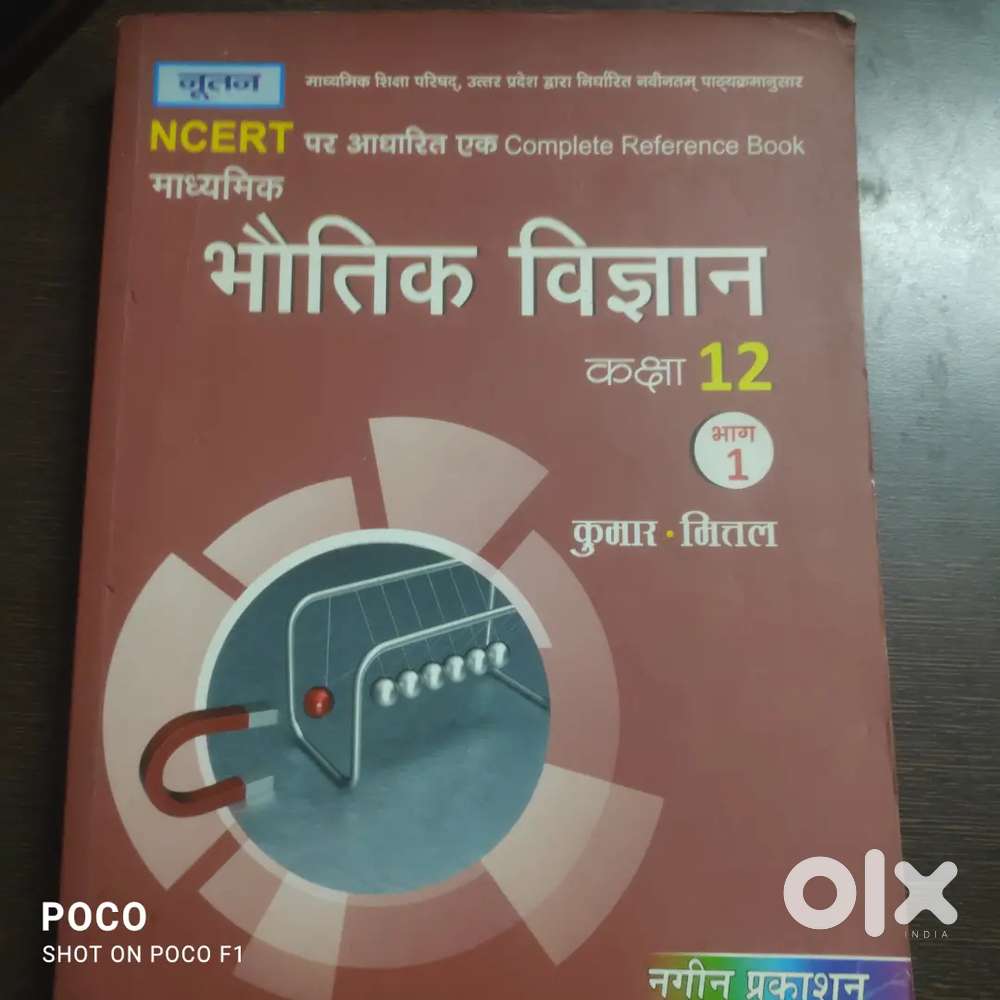 नूतन
माध्यमिक शिक्षा परिषद्, उत्तर प्रदेश द्वारा निर्धारित नवीनतम् पाठ्यक्रमानुसार
NCERT पर आधारित एक Complete Reference Book
माध्यमिक
भौतिक विज्ञान
कक्षा 12
भाग
1
कुमार • मित्तल
नगीन प्रकाशन
POCO
SHOT ON POCO F1
olx
INDIA